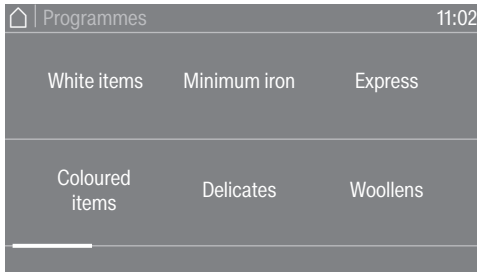 Programmes 11:02
White items Minimum iron Express
Coloured
items Delicates Woollens